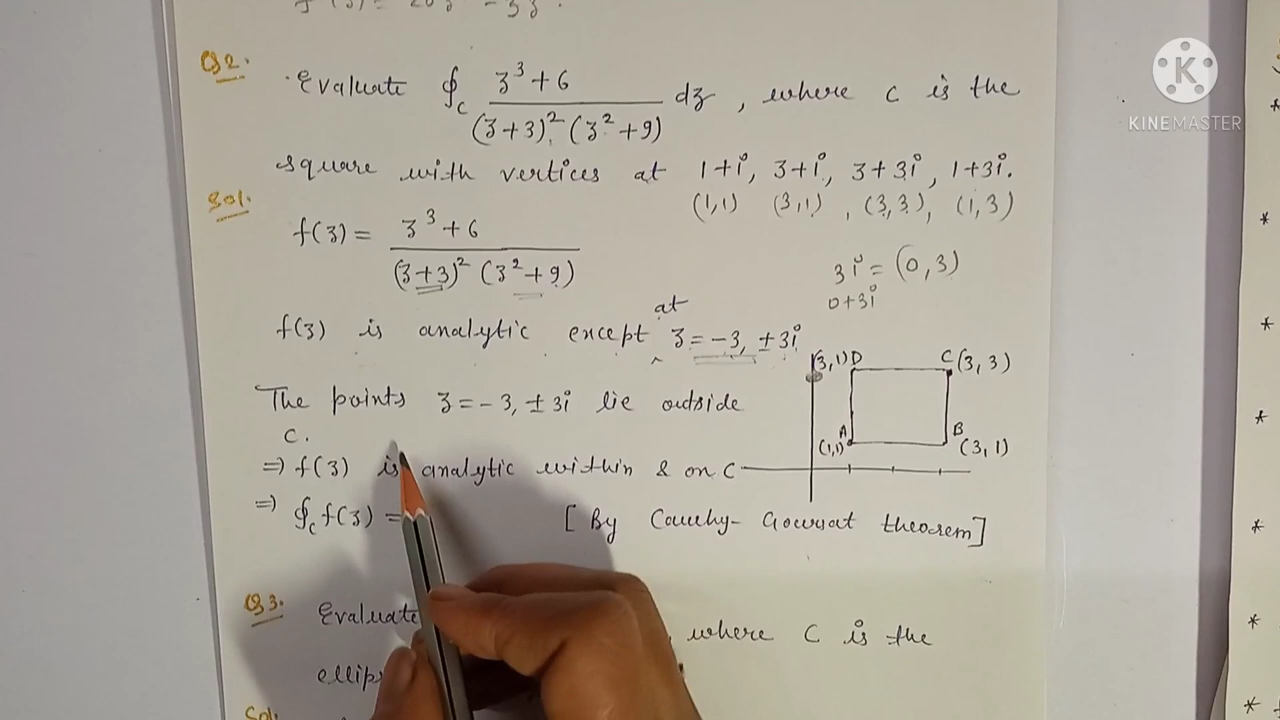 Q2. Evaluate ∮_C (z³+6) / ((z+3)² (z²+9)) dz, where C is the
square with vertices at 1+i, 3+i, 3+3i, 1+3i.
(1,1) (3,1), (3,3), (1,3)
Sol. f(z) = (z³+6) / ((z+3)² (z²+9))
3i = (0,3)
0+3i
f(z) is analytic except at z = -3, ±3i
The points z = -3, ±3i lie outside
C.
⇒ f(z) is analytic within & on C
⇒ ∮_C f(z) = [By Cauchy-Goursat theorem]
(3,1) D C (3,3)
A (1,1) B (3,1)
Q3. Evaluate , where C is the
Sol.
KINEMASTER
K